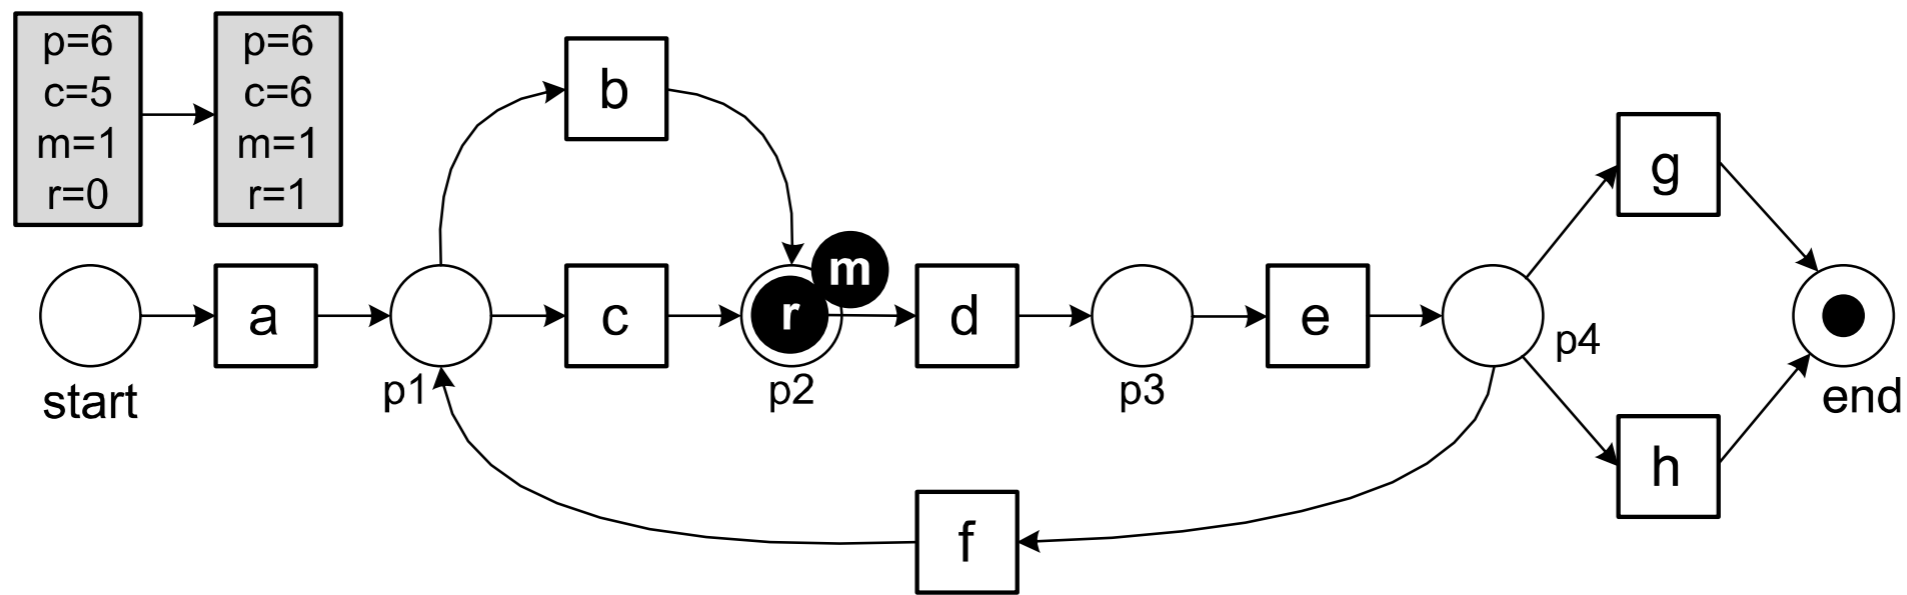 p=6
c=5
m=1
r=0
p=6
c=6
m=1
r=1
b
g
m
a
c
r
d
e
start
p1
p2
p3
p4
end
h
f